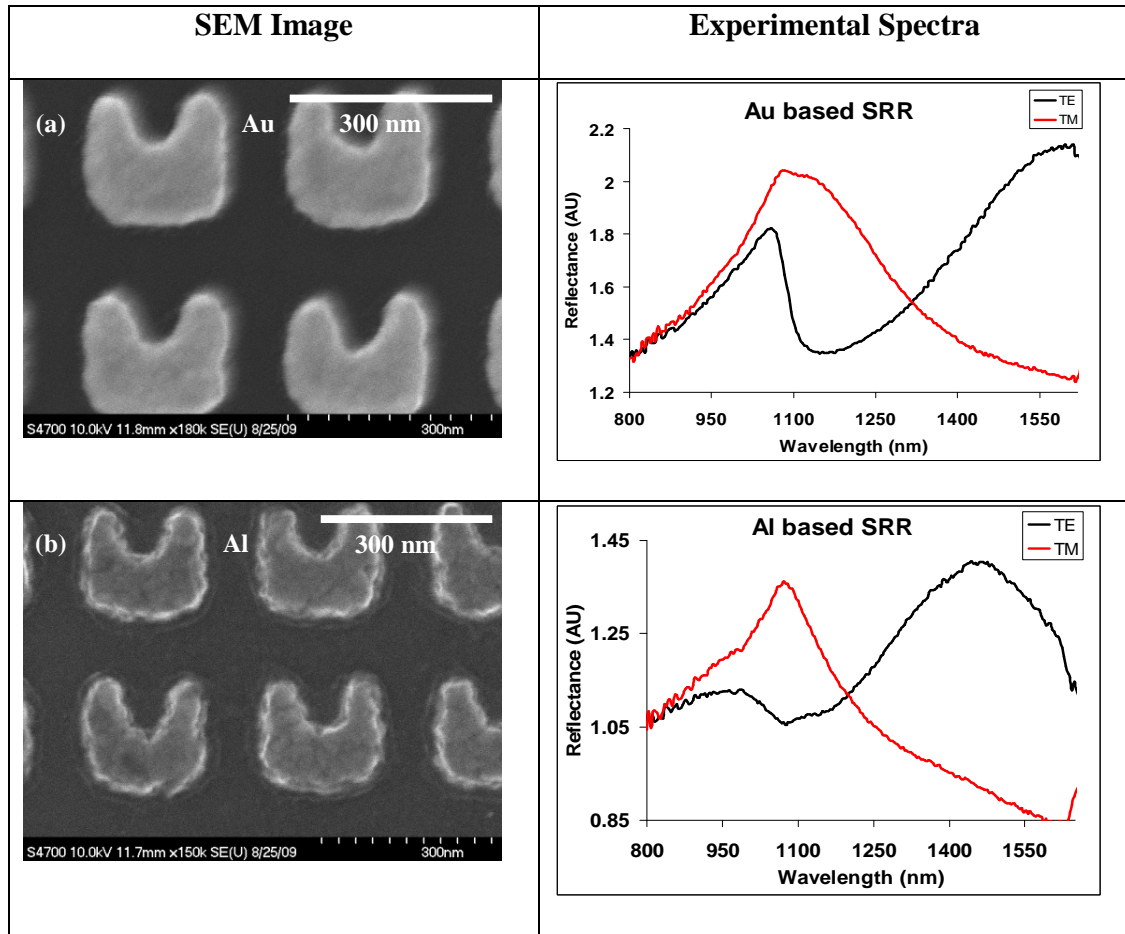 SEM Image
Experimental Spectra
(a)
Au
300 nm
S4700 10.0kV 11.8mm x180k SE(U) 8/25/09
300nm
Au based SRR
TE
TM
Reflectance (AU)
2.2
2
1.8
1.6
1.4
1.2
800 950 1100 1250 1400 1550
Wavelength (nm)
(b)
Al
300 nm
S4700 10.0kV 11.7mm x150k SE(U) 8/25/09
300nm
Al based SRR
TE
TM
Reflectance (AU)
1.45
1.25
1.05
0.85
800 950 1100 1250 1400 1550
Wavelength (nm)